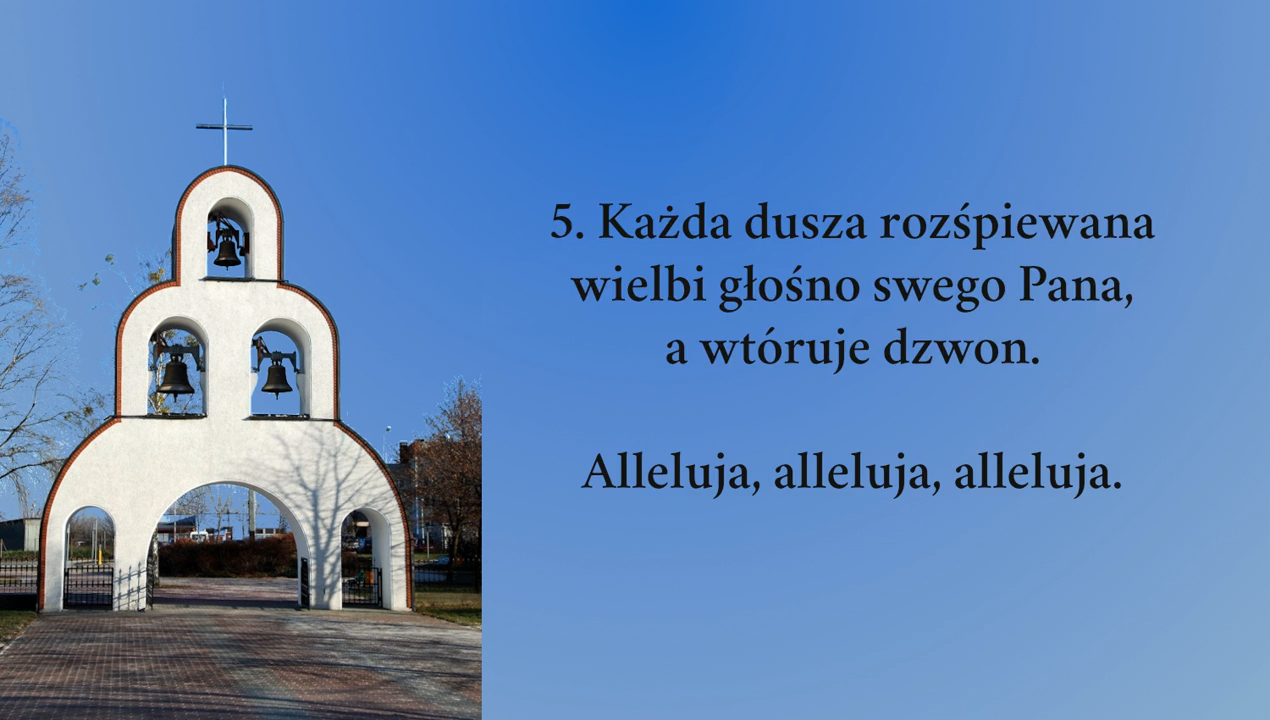 5. Każda dusza rozśpiewana
wielbi głośno swego Pana,
a wtóruje dzwon.
Alleluja, alleluja, alleluja.